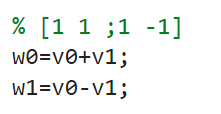 % [1 1 ;1 -1]
w0=v0+v1;
w1=v0-v1;